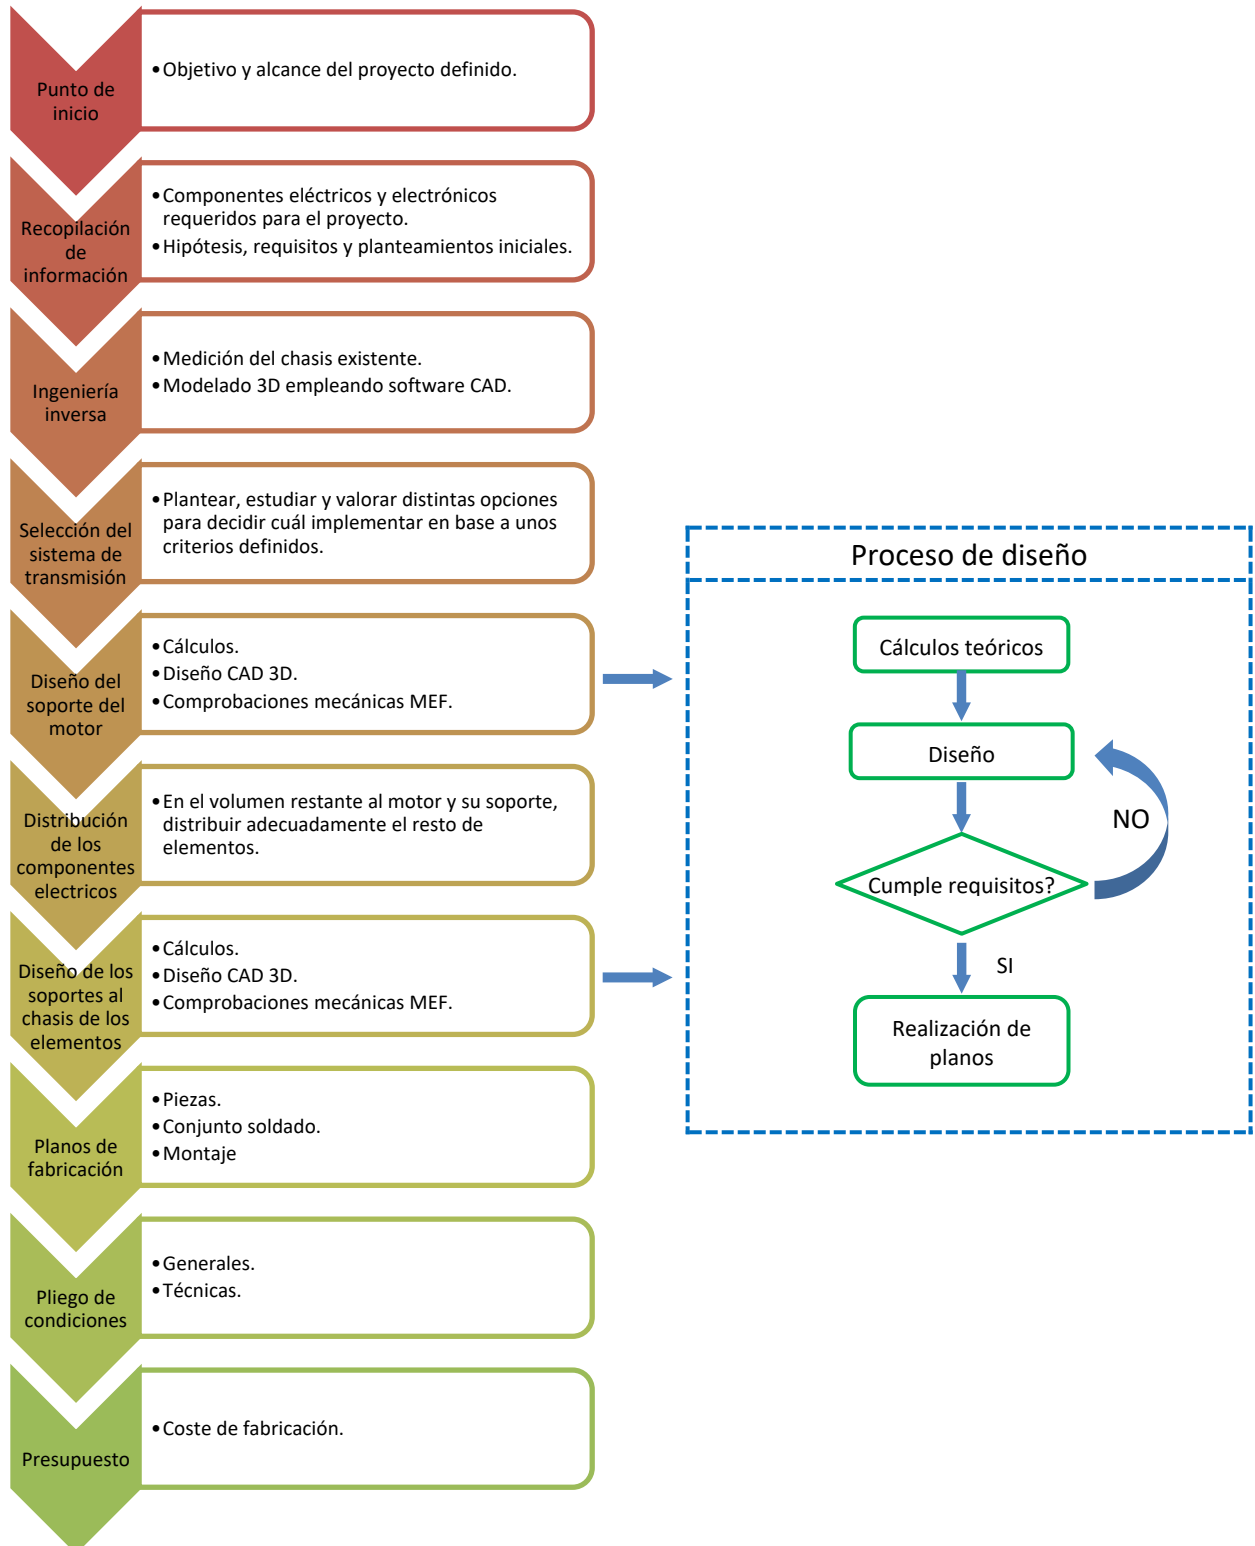 Punto de
inicio
•Objetivo y alcance del proyecto definido.
Recopilación
de
información
•Componentes eléctricos y electrónicos
requeridos para el proyecto.
•Hipótesis, requisitos y planteamientos iniciales.
Ingeniería
inversa
•Medición del chasis existente.
•Modelado 3D empleando software CAD.
Selección del
sistema de
transmisión
•Plantear, estudiar y valorar distintas opciones
para decidir cuál implementar en base a unos
criterios definidos.
Diseño del
soporte del
motor
•Cálculos.
•Diseño CAD 3D.
•Comprobaciones mecánicas MEF.
Distribución
de los
componentes
electricos
•En el volumen restante al motor y su soporte,
distribuir adecuadamente el resto de
elementos.
Diseño de los
soportes al
chasis de los
elementos
•Cálculos.
•Diseño CAD 3D.
•Comprobaciones mecánicas MEF.
Planos de
fabricación
•Piezas.
•Conjunto soldado.
•Montaje
Pliego de
condiciones
•Generales.
•Técnicas.
Presupuesto
•Coste de fabricación.
Proceso de diseño
Cálculos teóricos
Diseño
NO
Cumple requisitos?
SI
Realización de
planos